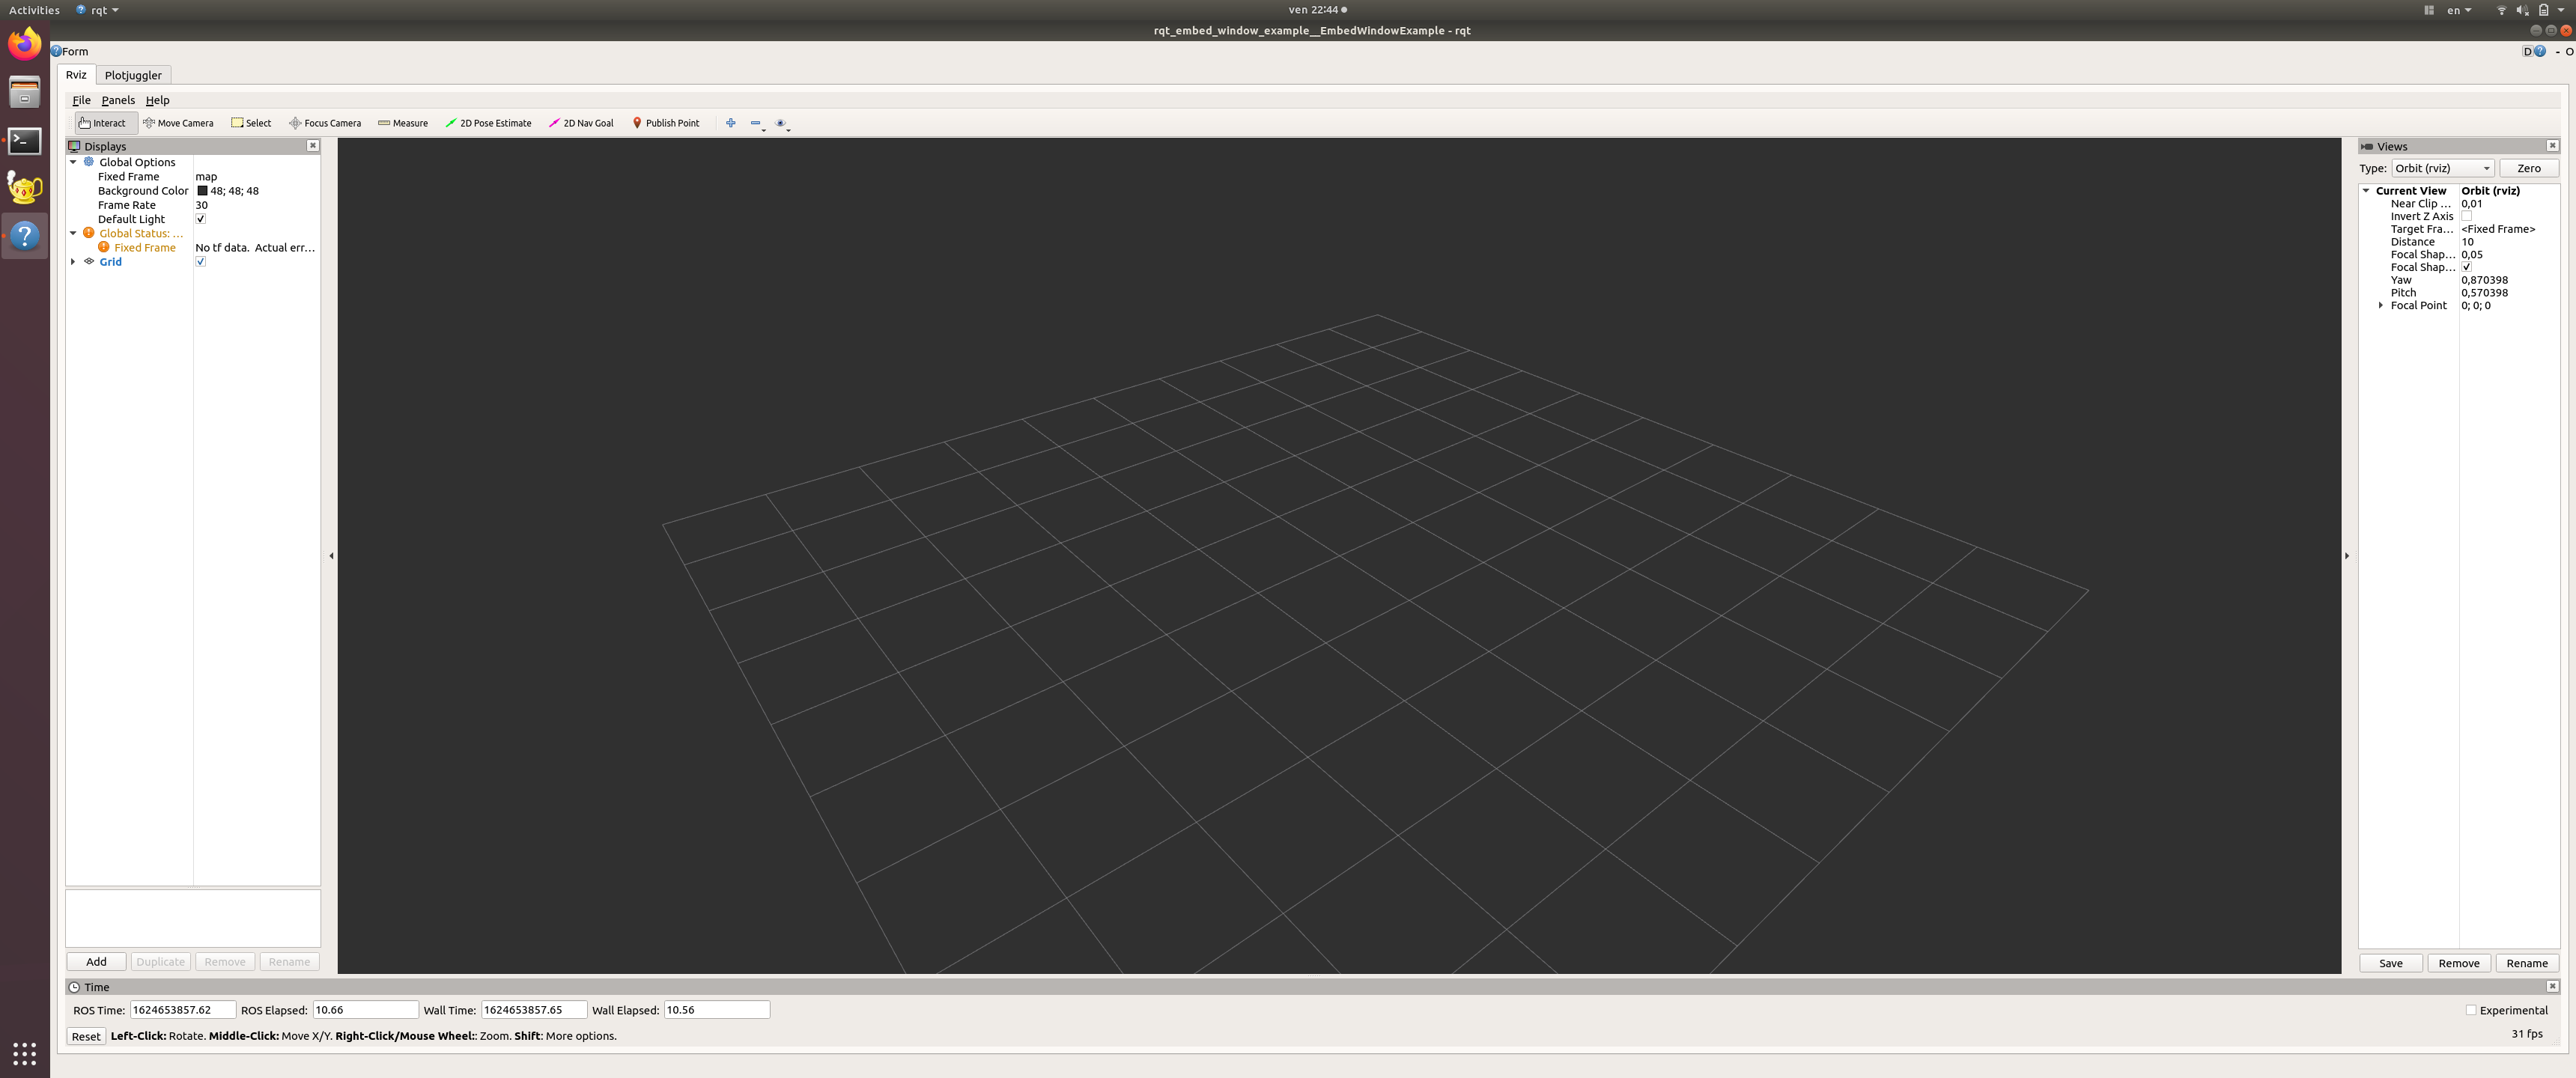 Activities rqt ven 22:44 en
rqt_embed_window_example__EmbedWindowExample - rqt
Form D - O
Rviz Plotjuggler
File Panels Help
Interact Move Camera Select Focus Camera Measure 2D Pose Estimate 2D Nav Goal Publish Point
Displays
Global Options
Fixed Frame map
Background Color 48; 48; 48
Frame Rate 30
Default Light
Global Status: ...
Fixed Frame No tf data. Actual err...
Grid
Add Duplicate Remove Rename
Views
Type: Orbit (rviz) Zero
Current View Orbit (rviz)
Near Clip ... 0,01
Invert Z Axis
Target Fra... <Fixed Frame>
Distance 10
Focal Shap... 0,05
Focal Shap...
Yaw 0,870398
Pitch 0,570398
Focal Point 0; 0; 0
Save Remove Rename
Time
ROS Time: 1624653857.62 ROS Elapsed: 10.66 Wall Time: 1624653857.65 Wall Elapsed: 10.56 Experimental
Reset Left-Click: Rotate. Middle-Click: Move X/Y. Right-Click/Mouse Wheel:: Zoom. Shift: More options. 31 fps